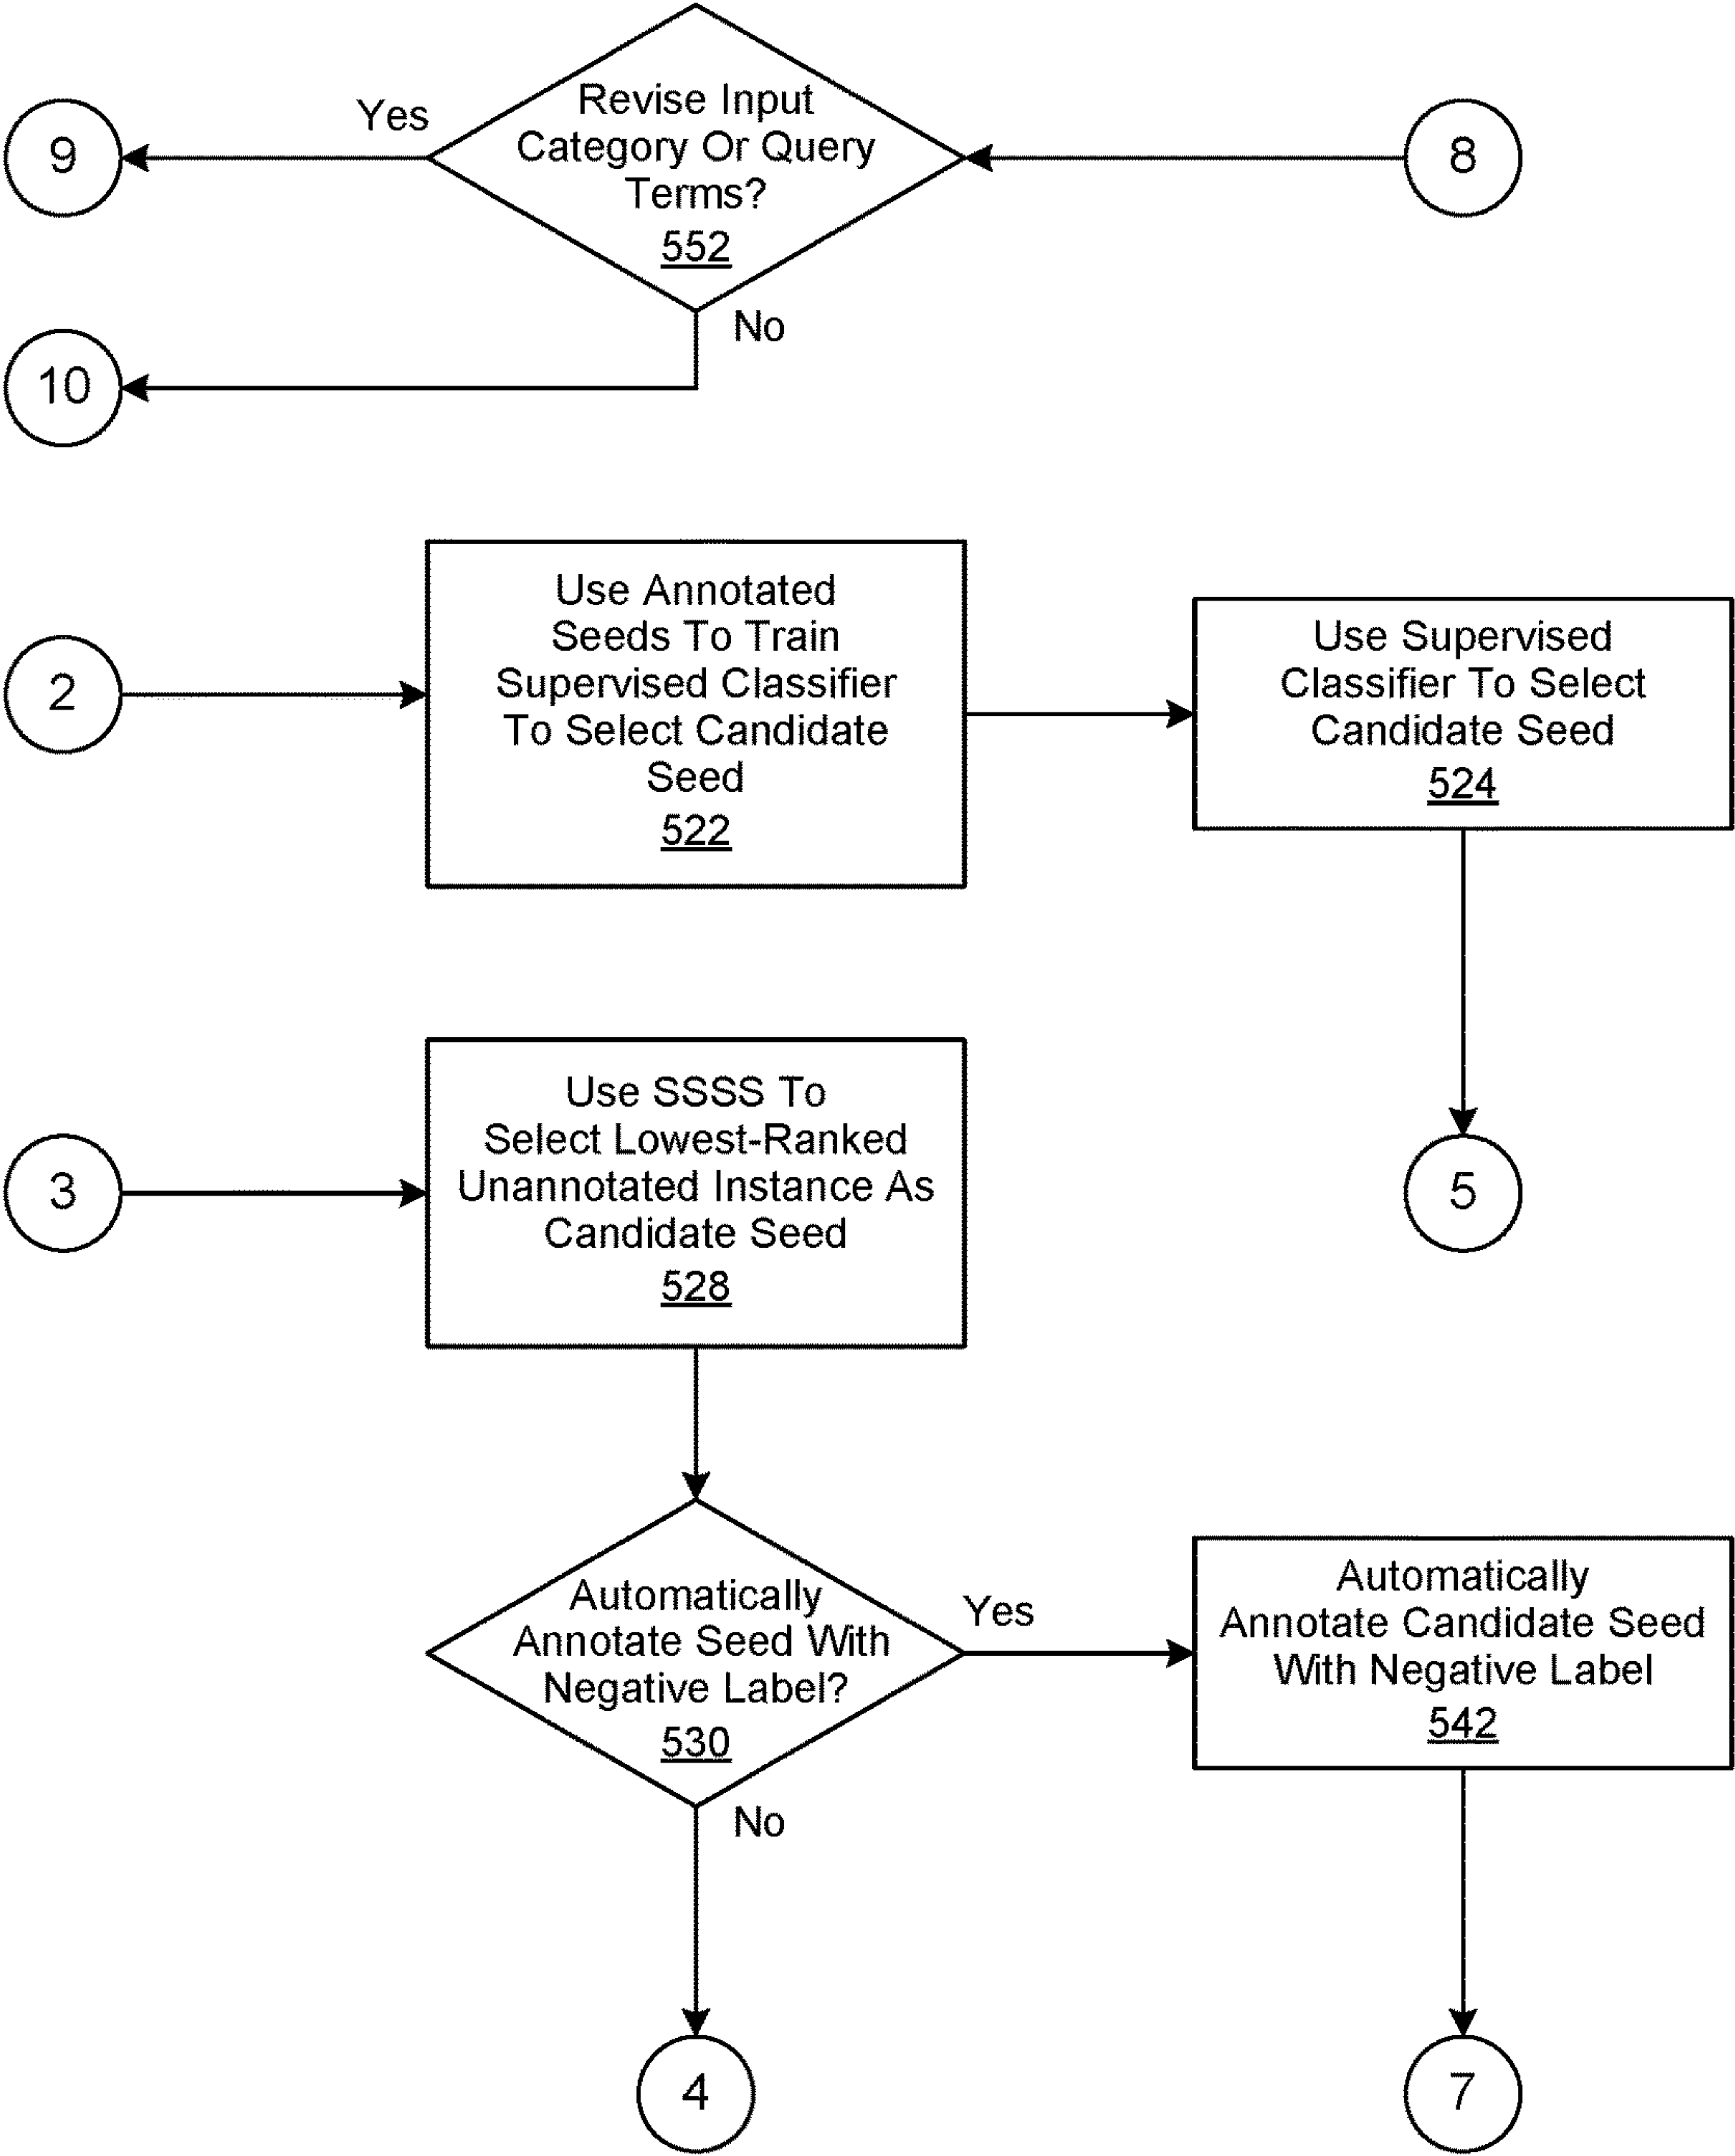 Revise Input
Category Or Query
Terms?
552
Yes
9
8
No
10
2
Use Annotated
Seeds To Train
Supervised Classifier
To Select Candidate
Seed
522
Use Supervised
Classifier To Select
Candidate Seed
524
3
Use SSSS To
Select Lowest-Ranked
Unannotated Instance As
Candidate Seed
528
5
Automatically
Annotate Seed With
Negative Label?
530
Yes
Automatically
Annotate Candidate Seed
With Negative Label
542
No
4
7